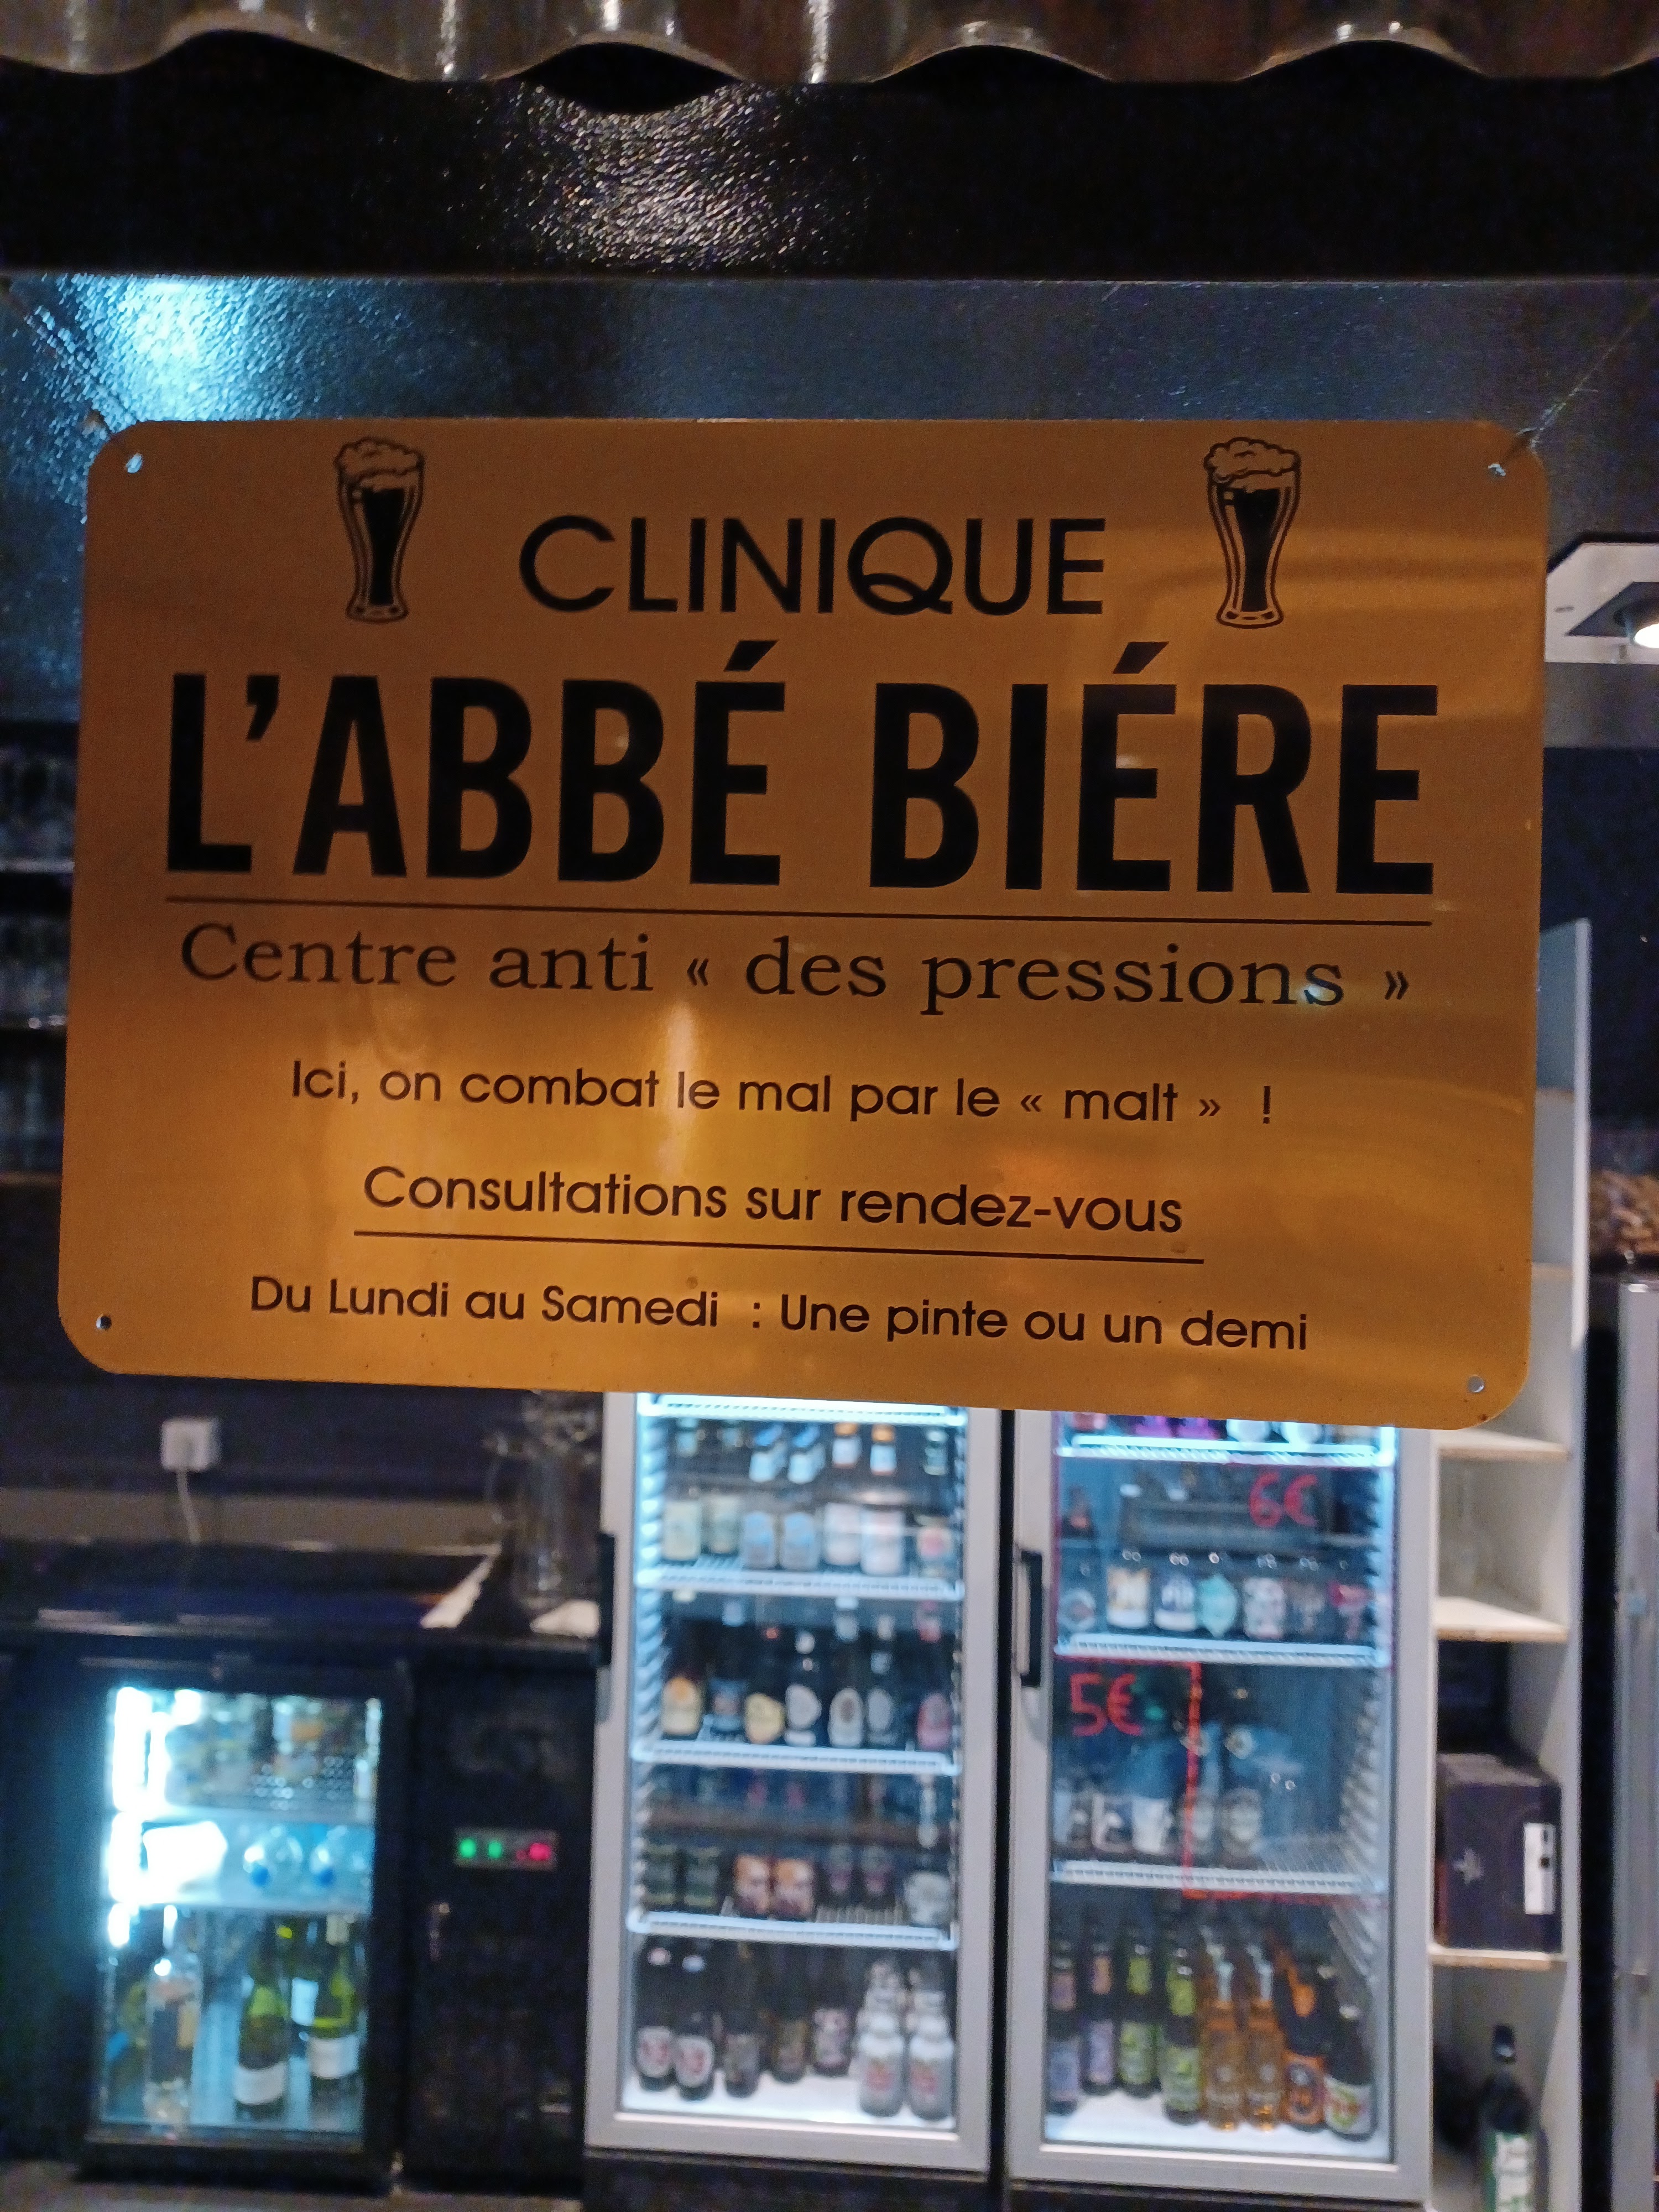 CLINIQUE
L'ABBÉ BIÉRE
Centre anti « des pressions »
Ici, on combat le mal par le « malt » !
Consultations sur rendez-vous
Du Lundi au Samedi : Une pinte ou un demi
6€
5€